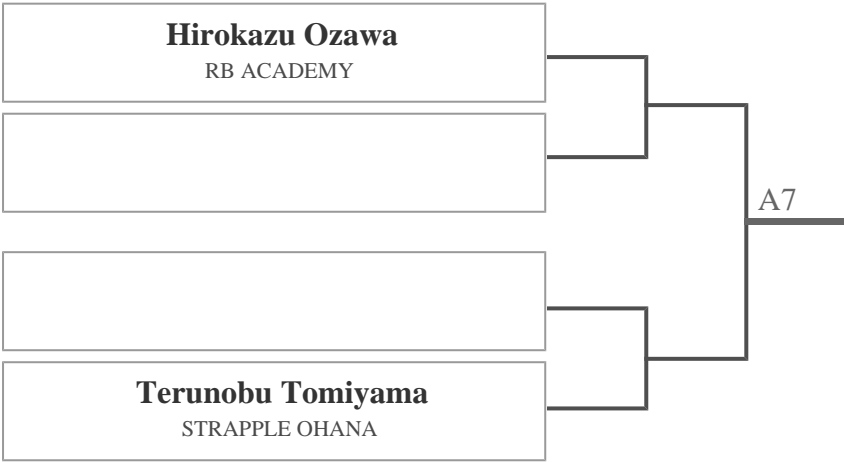 Hirokazu Ozawa
RB ACADEMY
A7
Terunobu Tomiyama
STRAPPLE OHANA